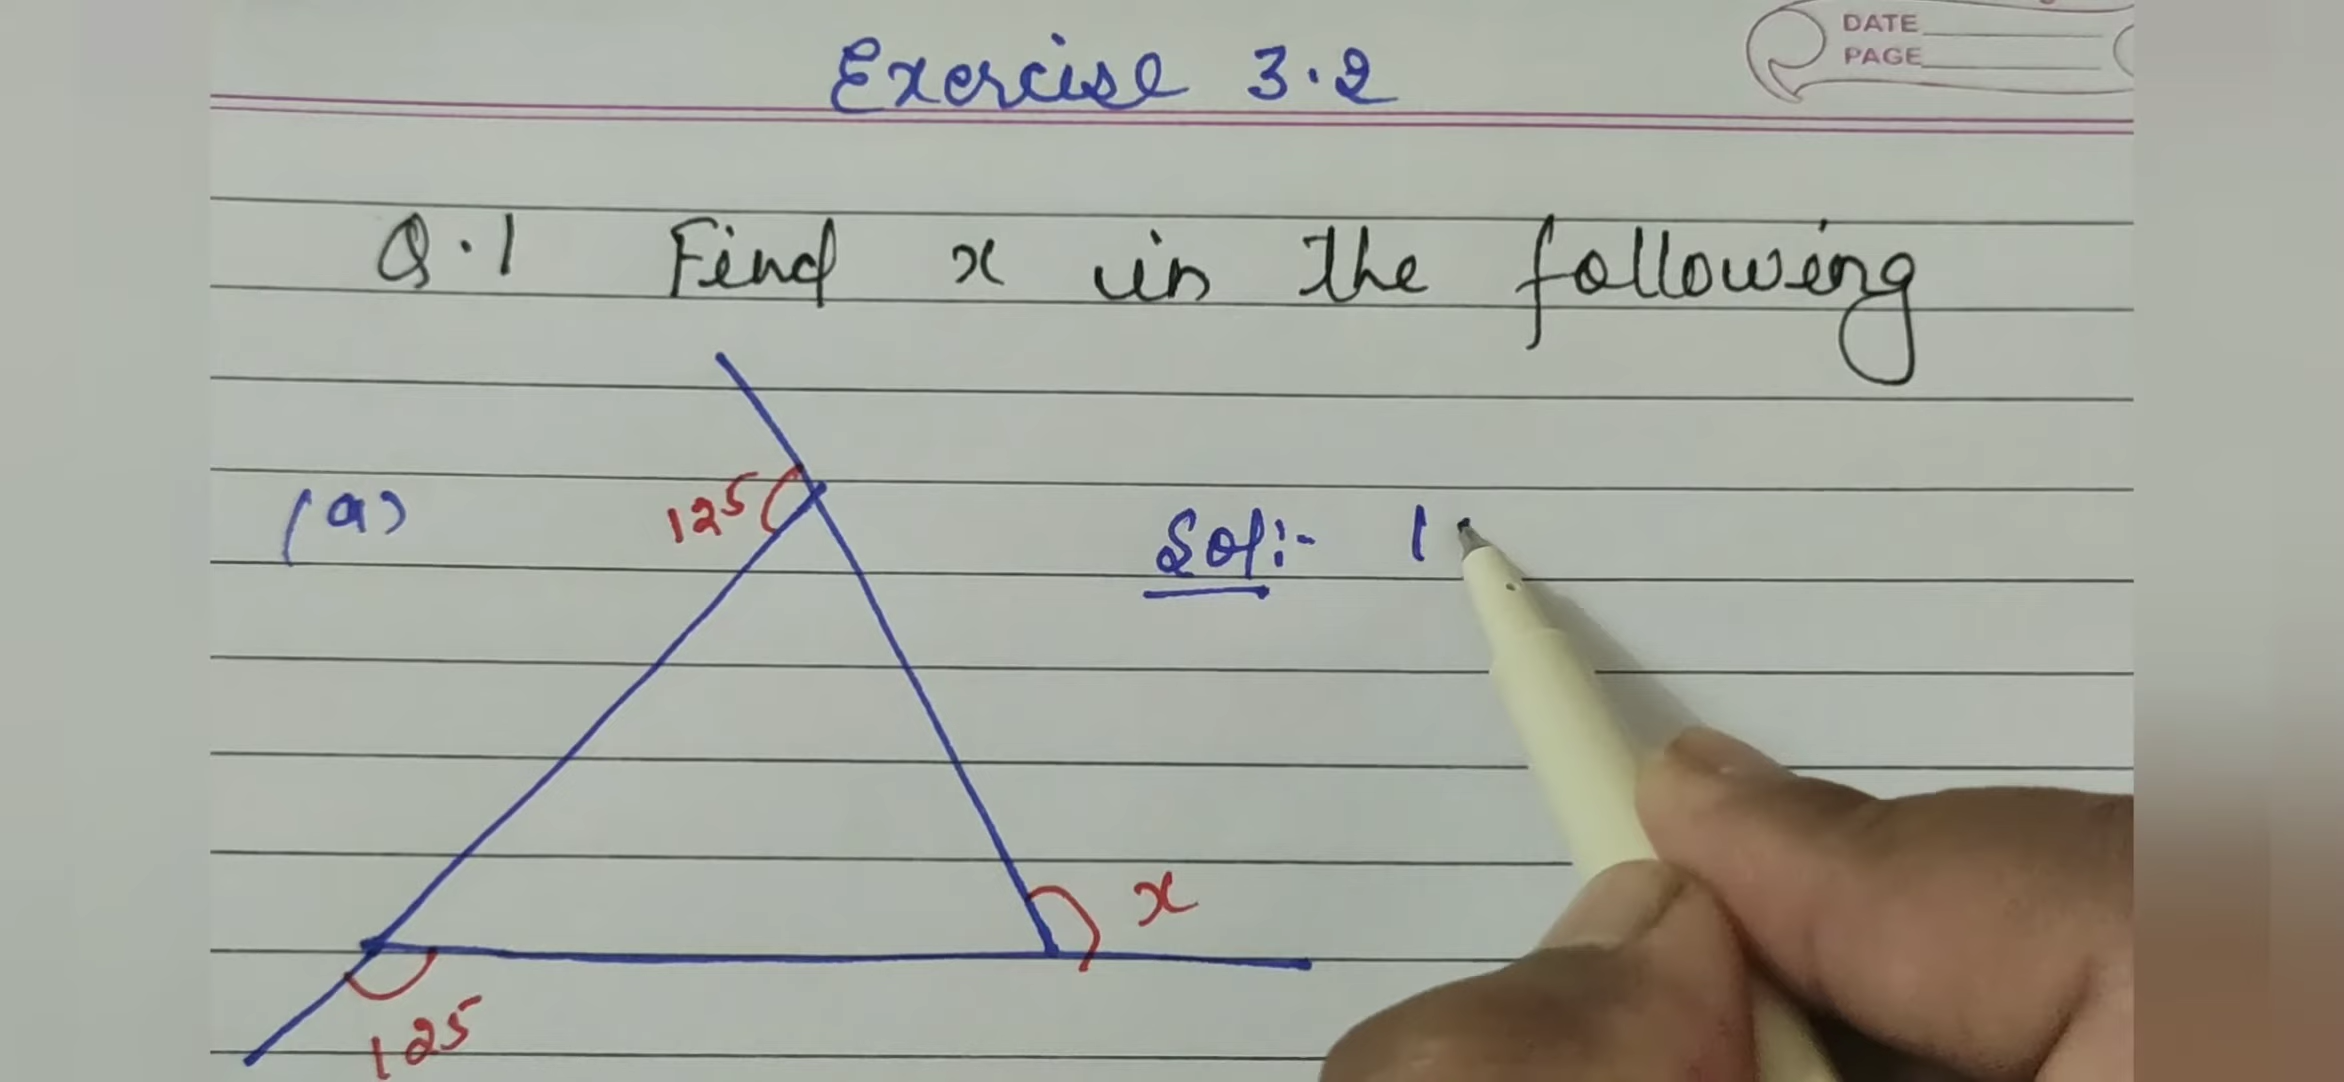 DATE
PAGE
Exercise 3.2
Q.1 Find x in the following
(a)
125
Sol:- 1
x
125